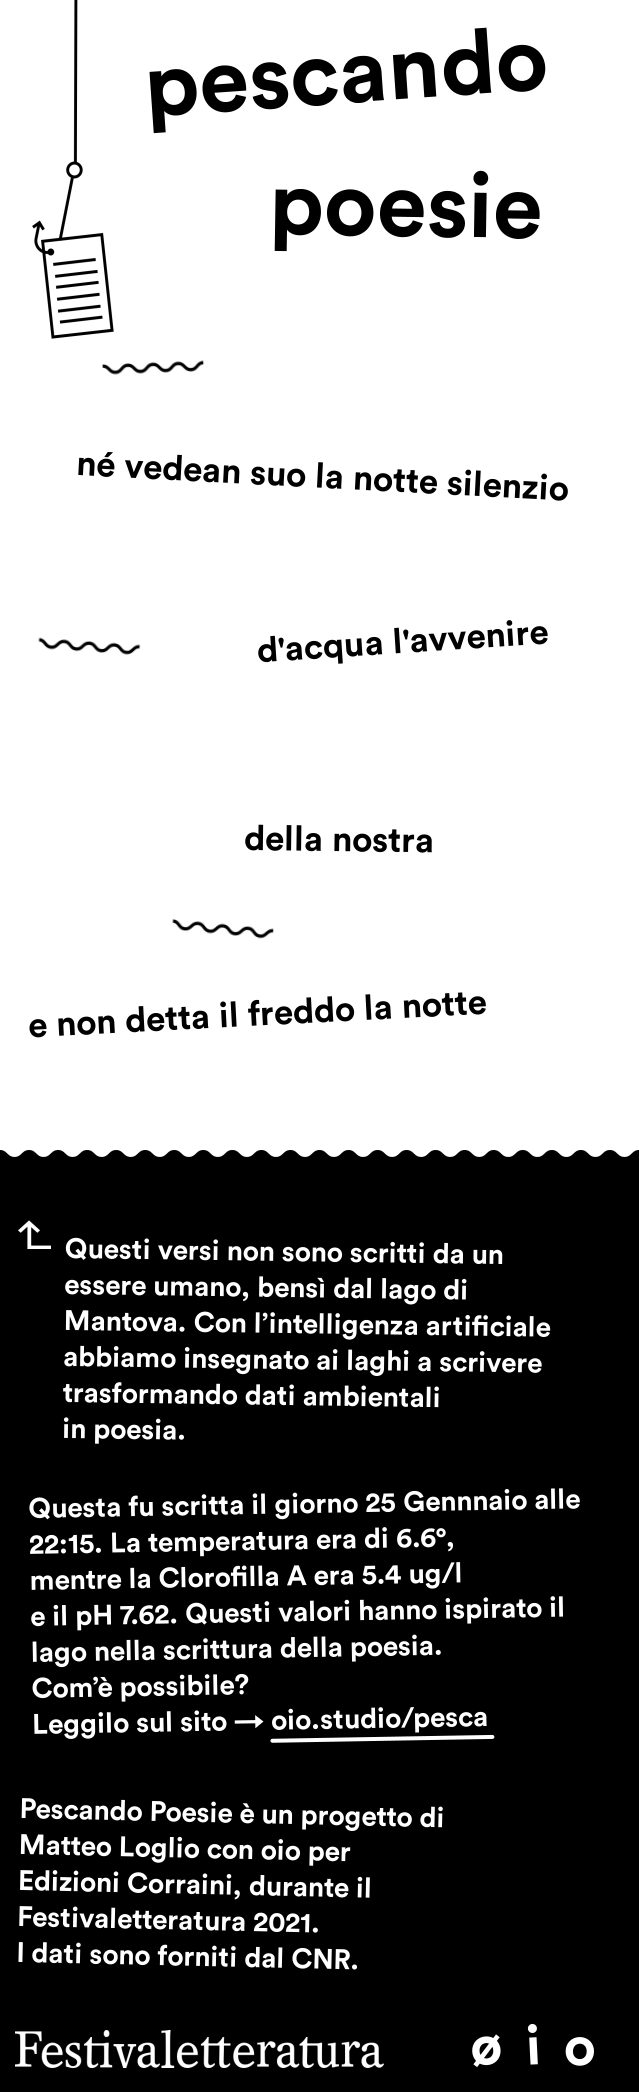 pescando
poesie
né vedean suo la notte silenzio
d'acqua l'avvenire
della nostra
e non detta il freddo la notte
Questi versi non sono scritti da un
essere umano, bensì dal lago di
Mantova. Con l’intelligenza artificiale
abbiamo insegnato ai laghi a scrivere
trasformando dati ambientali
in poesia.
Questa fu scritta il giorno 25 Gennnaio alle
22:15. La temperatura era di 6.6°,
mentre la Clorofilla A era 5.4 ug/l
e il pH 7.62. Questi valori hanno ispirato il
lago nella scrittura della poesia.
Com’è possibile?
Leggilo sul sito → oio.studio/pesca
Pescando Poesie è un progetto di
Matteo Loglio con oio per
Edizioni Corraini, durante il
Festivaletteratura 2021.
I dati sono forniti dal CNR.
Festivaletteratura ø i o